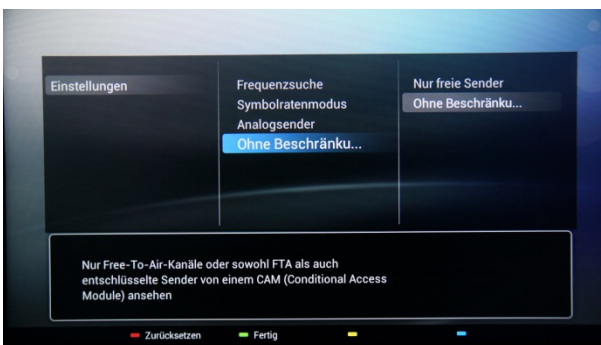 Einstellungen
Frequenzsuche
Symbolratenmodus
Analogsender
Ohne Beschränku...
Nur freie Sender
Ohne Beschränku...
Nur Free-To-Air-Kanäle oder sowohl FTA als auch
entschlüsselte Sender von einem CAM (Conditional Access
Module) ansehen
Zurücksetzen
Fertig